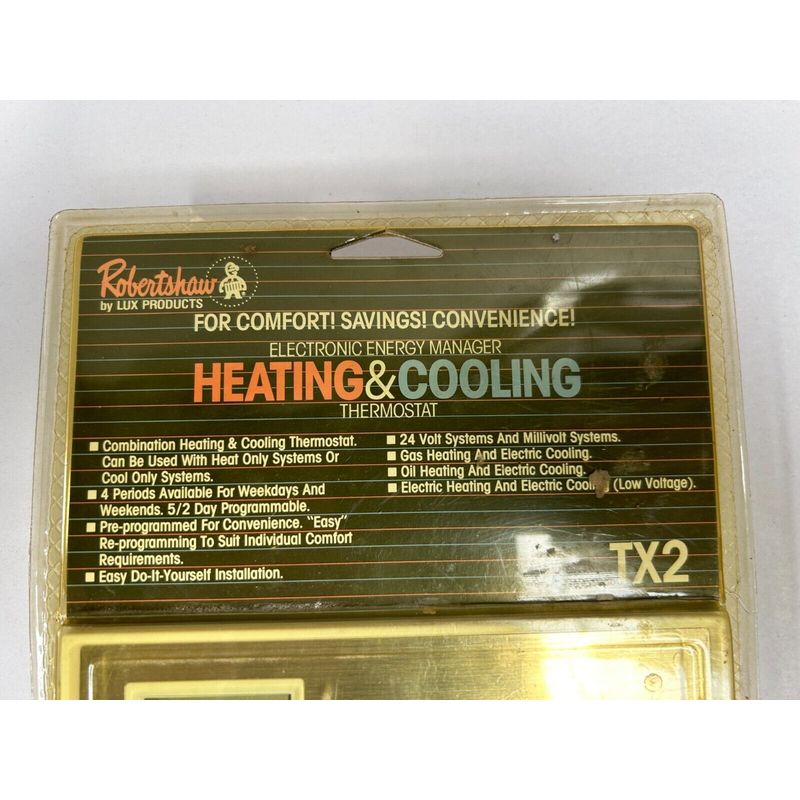 Robertshaw
by LUX PRODUCTS
FOR COMFORT! SAVINGS! CONVENIENCE!
ELECTRONIC ENERGY MANAGER
HEATING&COOLING
THERMOSTAT
■ Combination Heating & Cooling Thermostat.
Can Be Used With Heat Only Systems Or
Cool Only Systems.
■ 4 Periods Available For Weekdays And
Weekends. 5/2 Day Programmable.
■ Pre-programmed For Convenience. "Easy"
Re-programming To Suit Individual Comfort
Requirements.
■ Easy Do-It-Yourself Installation.
■ 24 Volt Systems And Millivolt Systems.
■ Gas Heating And Electric Cooling.
■ Oil Heating And Electric Cooling.
■ Electric Heating And Electric (Low Voltage).
TX2